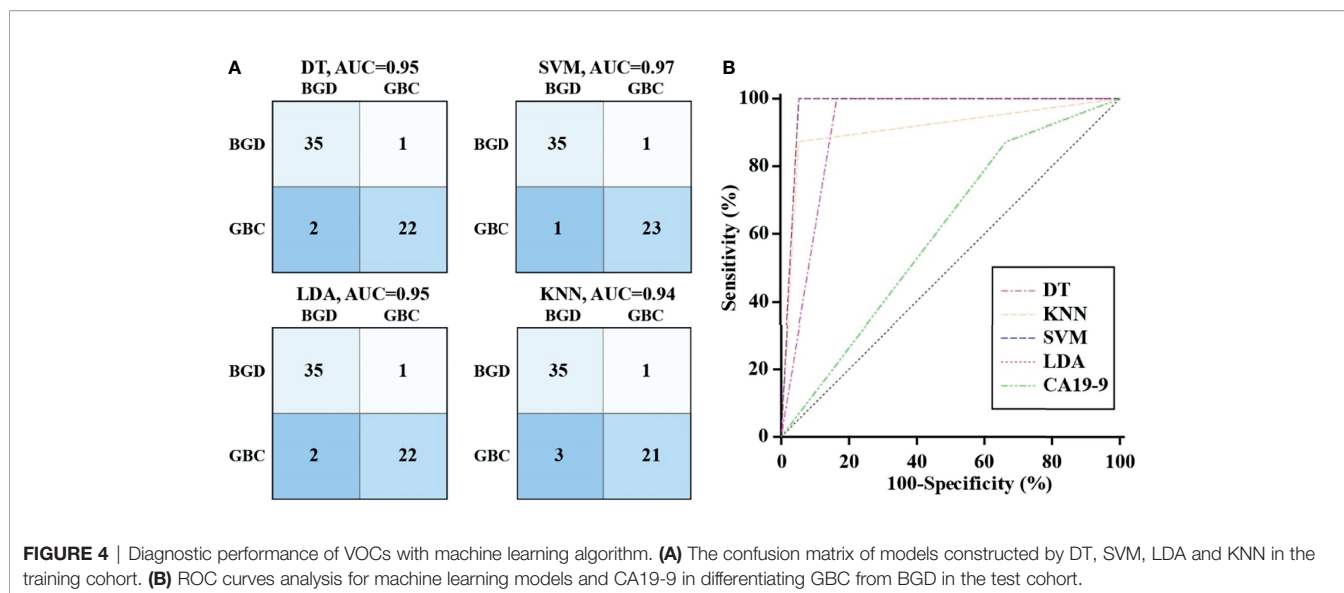 A
DT, AUC=0.95
BGD GBC
BGD 35 1
GBC 2 22
SVM, AUC=0.97
BGD GBC
BGD 35 1
GBC 1 23
LDA, AUC=0.95
BGD GBC
BGD 35 1
GBC 2 22
KNN, AUC=0.94
BGD GBC
BGD 35 1
GBC 3 21
B
Sensitivity (%)
100
80
60
40
20
0
0 20 40 60 80 100
100-Specificity (%)
DT
KNN
SVM
LDA
CA19-9
FIGURE 4 | Diagnostic performance of VOCs with machine learning algorithm. (A) The confusion matrix of models constructed by DT, SVM, LDA and KNN in the
training cohort. (B) ROC curves analysis for machine learning models and CA19-9 in differentiating GBC from BGD in the test cohort.